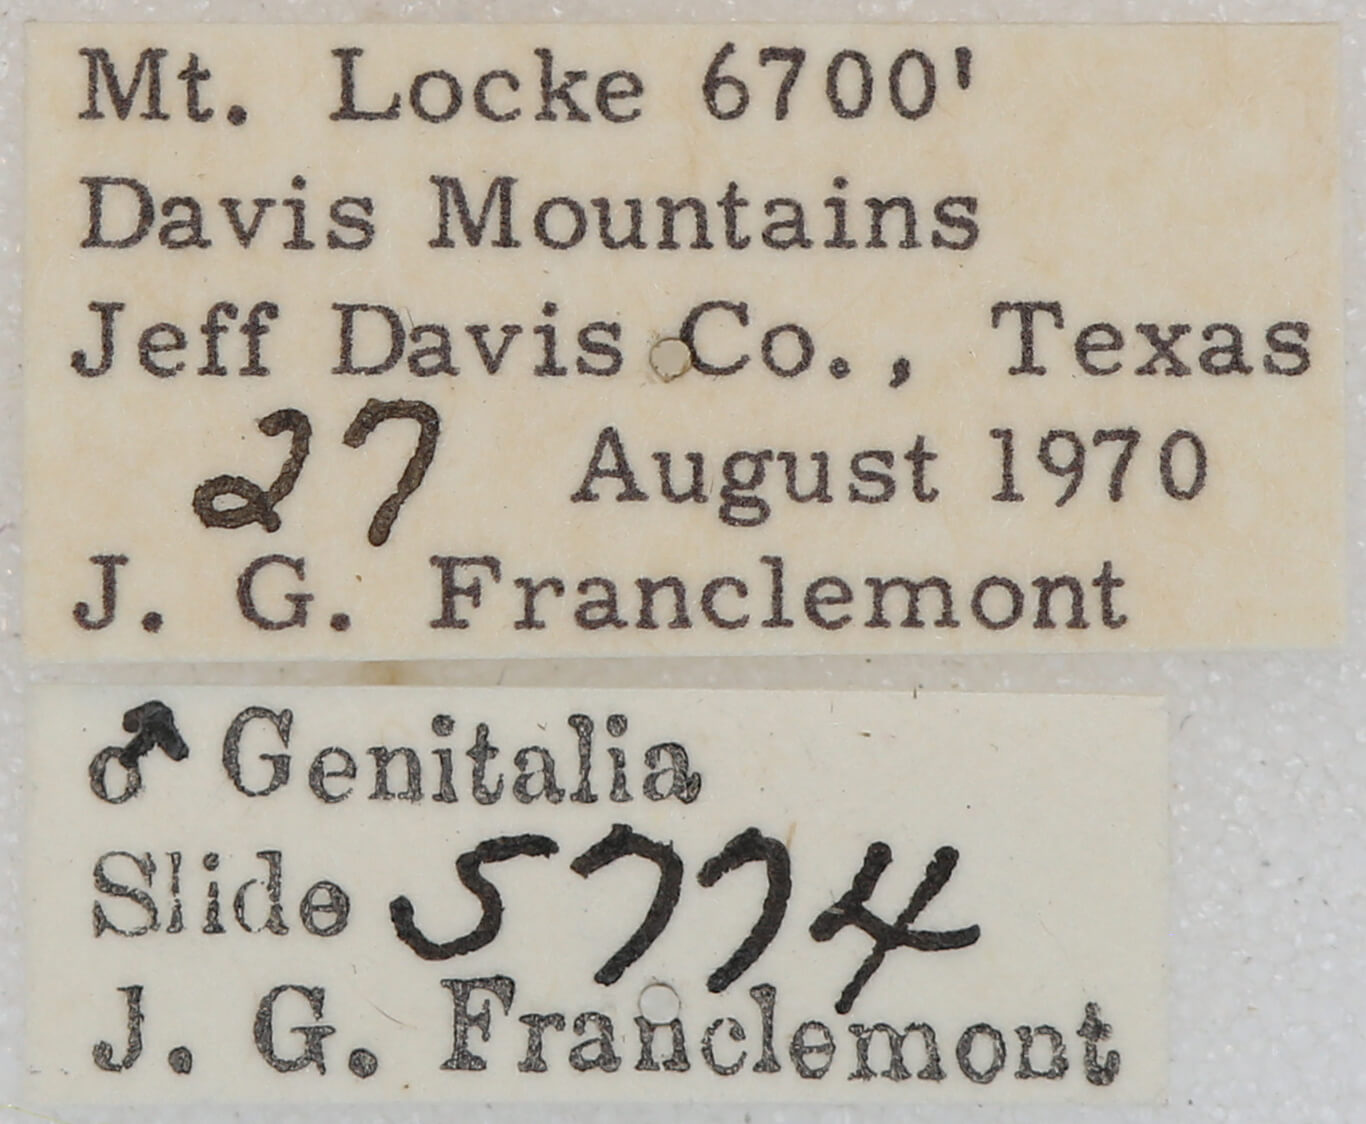 Mt. Locke 6700'
Davis Mountains
Jeff Davis Co., Texas
27 August 1970
J. G. Franclemont
♂ Genitalia
Slide 5774
J. G. Franclemont